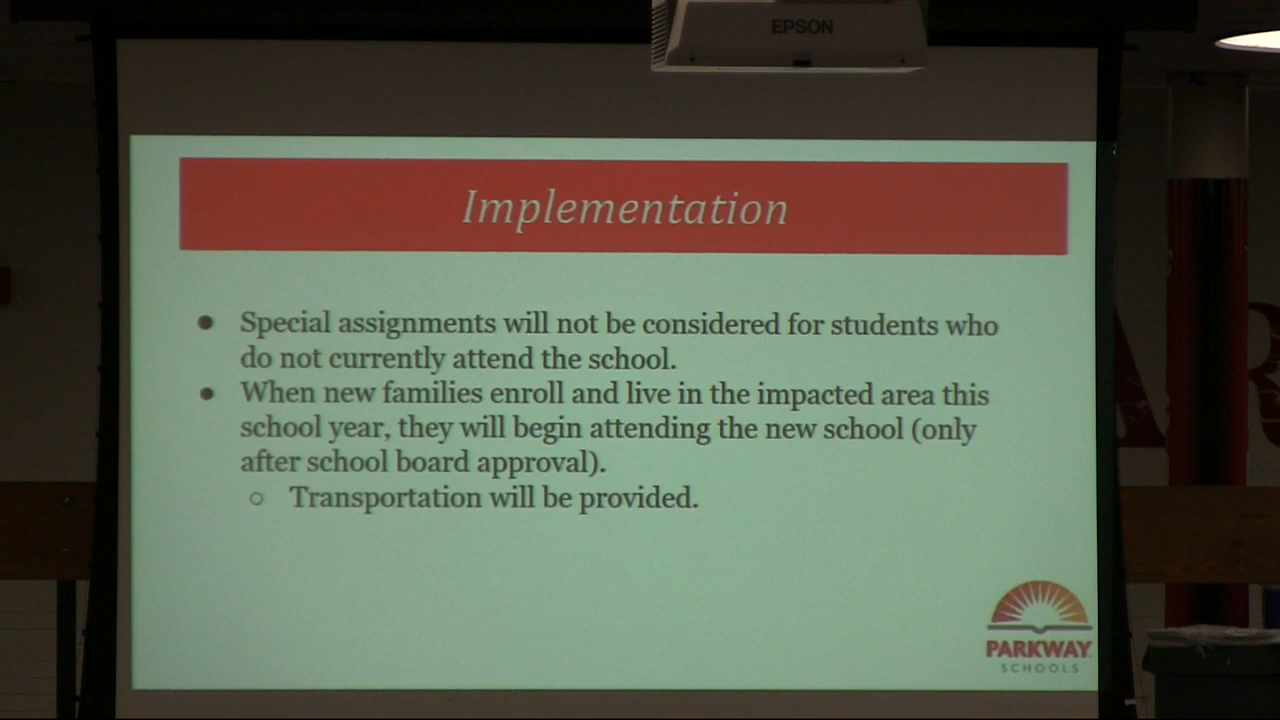 EPSON
Implementation
● Special assignments will not be considered for students who
do not currently attend the school.
● When new families enroll and live in the impacted area this
school year, they will begin attending the new school (only
after school board approval).
○ Transportation will be provided.
PARKWAY
SCHOOLS